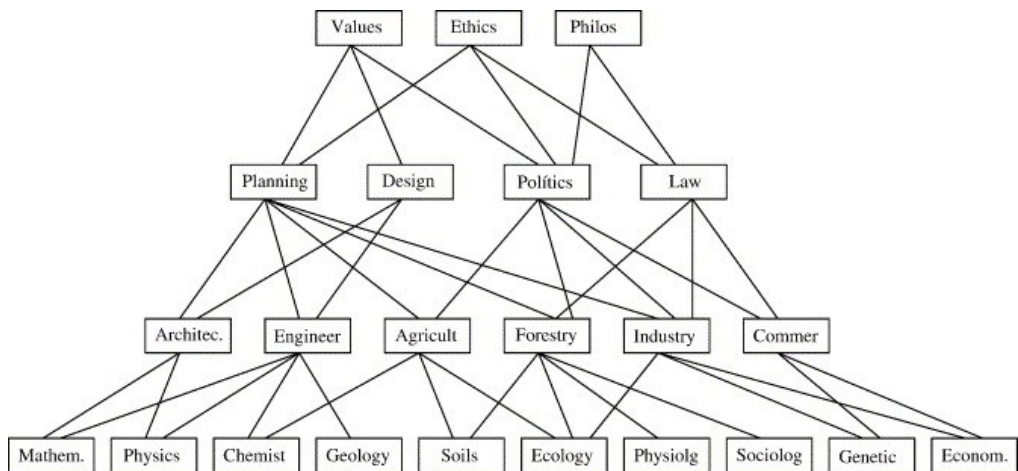 Values Ethics Philos
Planning Design Polítics Law
Architec. Engineer Agricult Forestry Industry Commer
Mathem. Physics Chemist Geology Soils Ecology Physiolg Sociolog Genetic Econom.